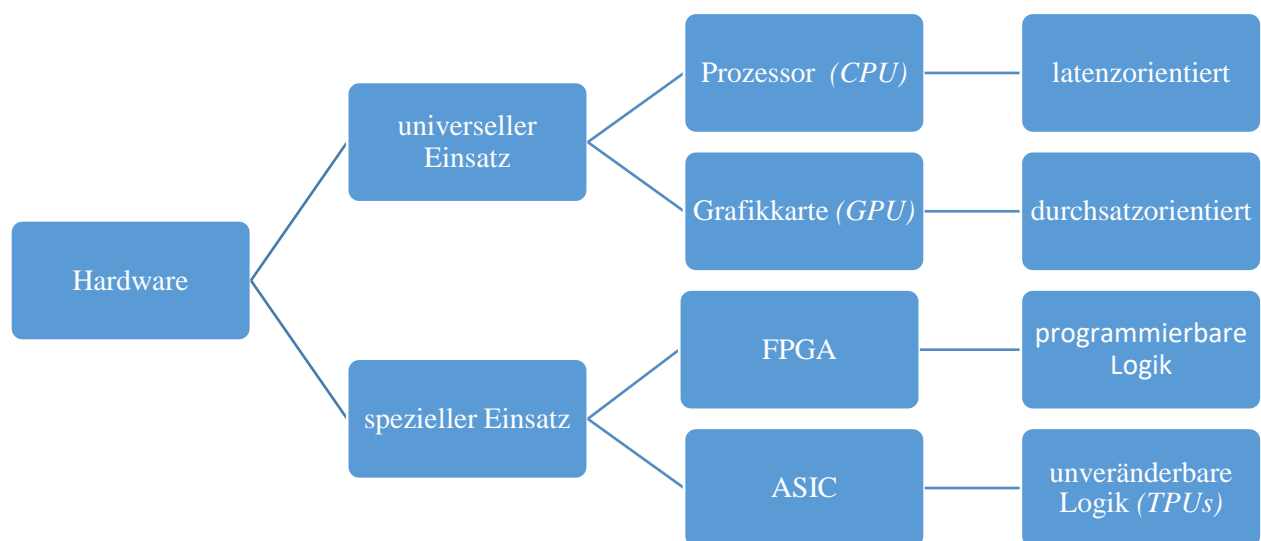 Hardware
universeller
Einsatz
Prozessor (CPU)
latenzorientiert
Grafikkarte (GPU)
durchsatzorientiert
spezieller Einsatz
FPGA
programmierbare
Logik
ASIC
unveränderbare
Logik (TPUs)